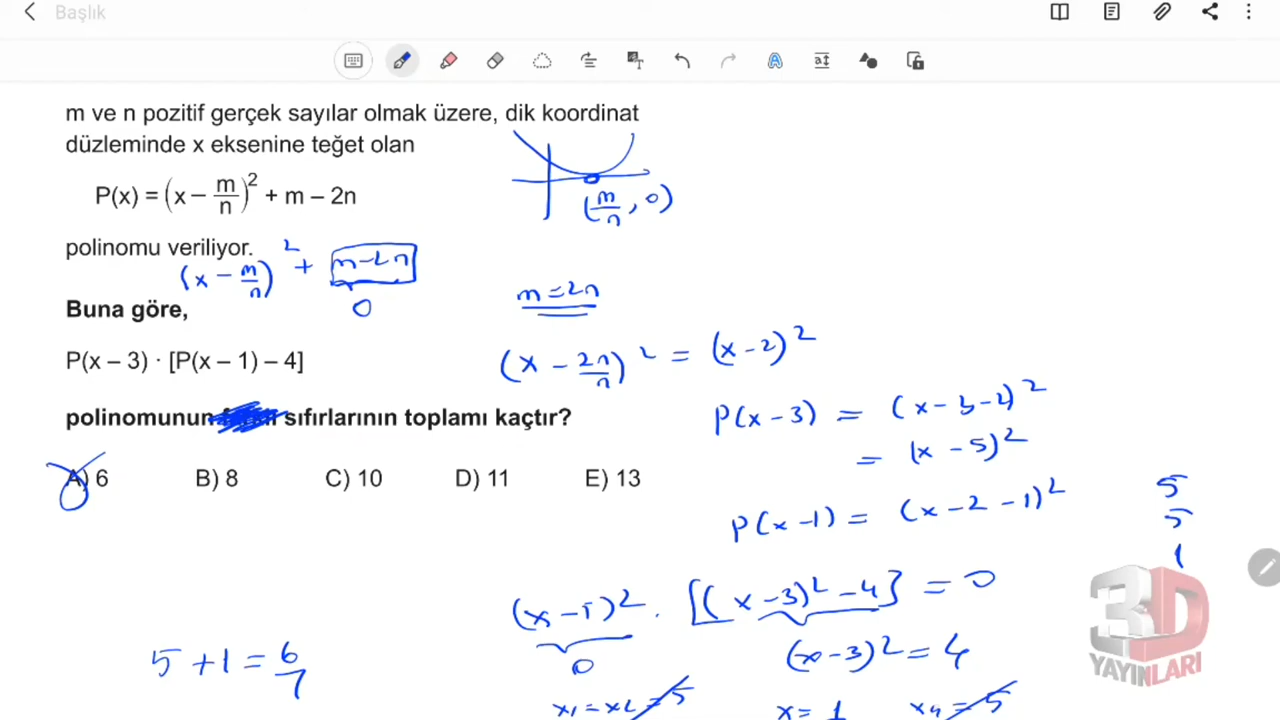 Başlık
m ve n pozitif gerçek sayılar olmak üzere, dik koordinat
düzleminde x eksenine teğet olan
P(x) = (x – m/n)² + m – 2n
(m/n, 0)
polinomu veriliyor.
(x – m/n)² + m–2n
0
m = 2n
Buna göre,
P(x – 3) · [P(x – 1) – 4]
(x – 2n/n)² = (x–2)²
polinomunun sıfırlarının toplamı kaçtır?
P(x–3) = (x–3–2)²
= (x–5)²
A) 6 B) 8 C) 10 D) 11 E) 13
P(x–1) = (x–2–1)²
5
5
1
(x–5)² · [(x–3)² –4] = 0
0
(x–3)² = 4
5 + 1 = 6
x₁ = x₂ = 5 x = 1 x₄ = 5
3D
YAYINLARI